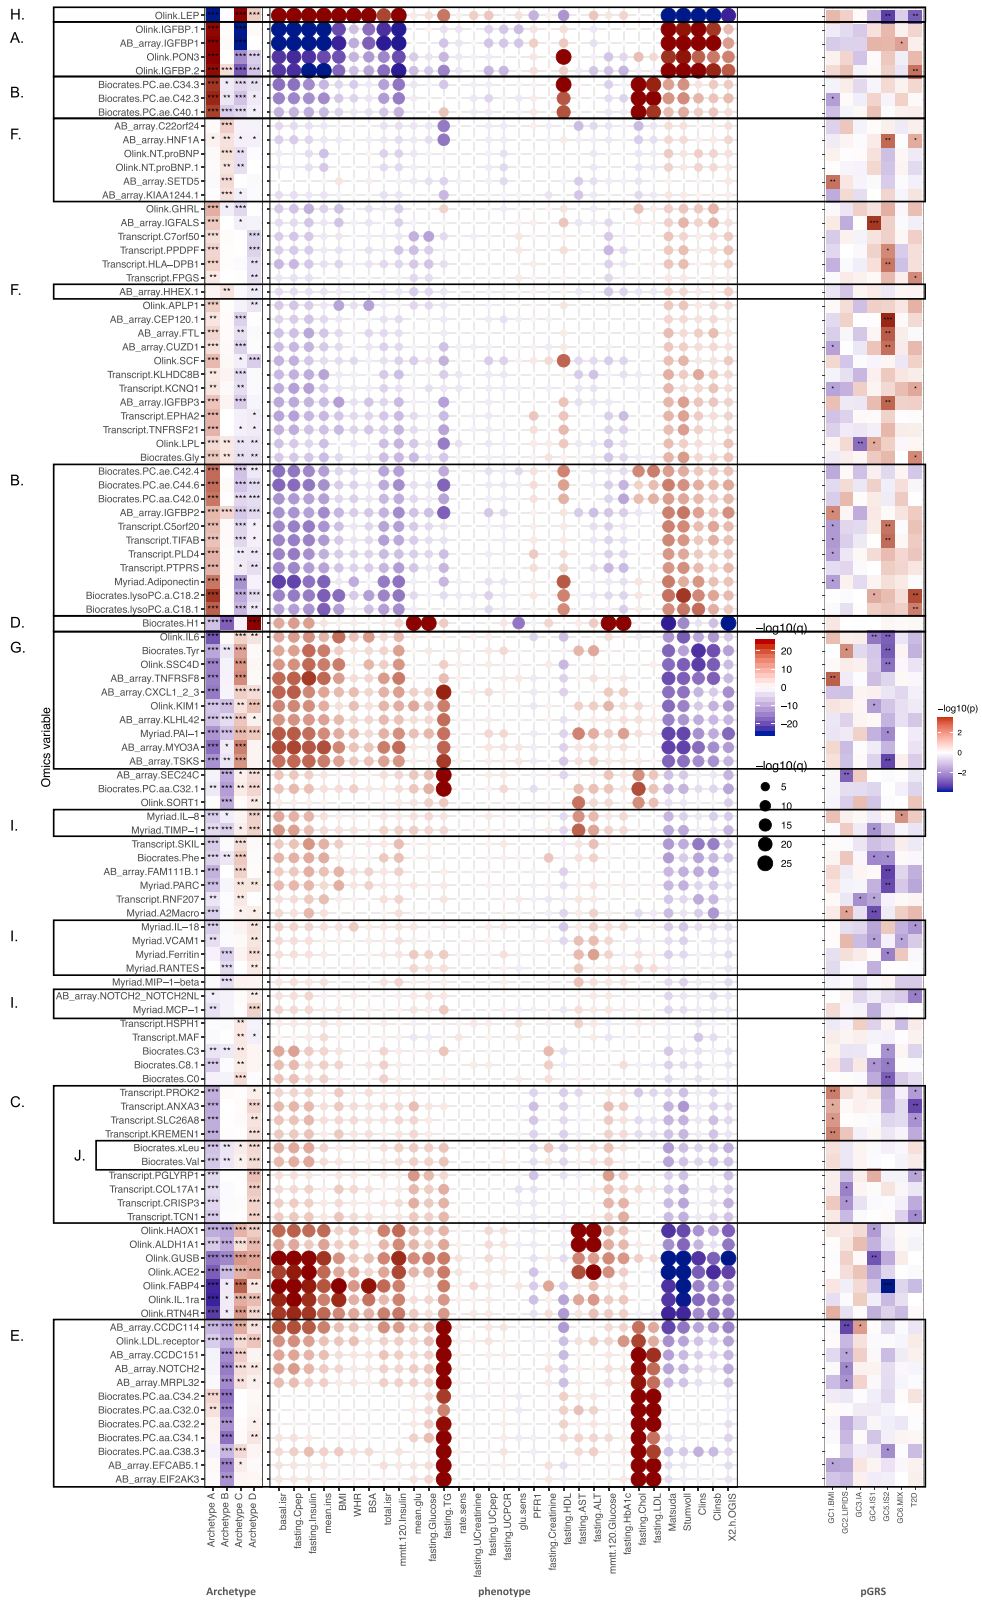 H.
A.
B.
F.
F.
B.
D.
G.
I.
I.
I.
C.
J.
E.
Omics variable
Olink.LEP
Olink.IGFBP.1
AB_array.IGFBP1
Olink.PON3
Olink.IGFBP.2
Biocrates.PC.ae.C34.3
Biocrates.PC.ae.C42.3
Biocrates.PC.ae.C40.1
AB_array.C22orf24
AB_array.HNF1A
Olink.NT.proBNP
Olink.NT.proBNP.1
AB_array.SETD5
AB_array.KIAA1244.1
Olink.GHRL
AB_array.IGFALS
Transcript.C7orf50
Transcript.PPDPF
Transcript.HLA−DPB1
Transcript.FPGS
AB_array.HHEX.1
Olink.APLP1
AB_array.CEP120.1
AB_array.FTL
AB_array.CUZD1
Olink.SCF
Transcript.KLHDC8B
Transcript.KCNQ1
AB_array.IGFBP3
Transcript.EPHA2
Transcript.TNFRSF21
Olink.LPL
Biocrates.Gly
Biocrates.PC.ae.C42.4
Biocrates.PC.ae.C44.6
Biocrates.PC.aa.C42.0
AB_array.IGFBP2
Transcript.C5orf20
Transcript.TIFAB
Transcript.PLD4
Transcript.PTPRS
Myriad.Adiponectin
Biocrates.lysoPC.a.C18.2
Biocrates.lysoPC.a.C18.1
Biocrates.H1
Olink.IL6
Biocrates.Tyr
Olink.SSC4D
AB_array.TNFRSF8
AB_array.CXCL1_2_3
Olink.KIM1
AB_array.KLHL42
Myriad.PAI−1
AB_array.MYO3A
AB_array.TSKS
AB_array.SEC24C
Biocrates.PC.aa.C32.1
Olink.SORT1
Myriad.IL−8
Myriad.TIMP−1
Transcript.SKIL
Biocrates.Phe
AB_array.FAM111B.1
Myriad.PARC
Transcript.RNF207
Myriad.A2Macro
Myriad.IL−18
Myriad.VCAM1
Myriad.Ferritin
Myriad.RANTES
Myriad.MIP−1−beta
AB_array.NOTCH2_NOTCH2NL
Myriad.MCP−1
Transcript.HSPH1
Transcript.MAF
Biocrates.C3
Biocrates.C8.1
Biocrates.C0
Transcript.PROK2
Transcript.ANXA3
Transcript.SLC26A8
Transcript.KREMEN1
Biocrates.xLeu
Biocrates.Val
Transcript.PGLYRP1
Transcript.COL17A1
Transcript.CRISP3
Transcript.TCN1
Olink.HAOX1
Olink.ALDH1A1
Olink.GUSB
Olink.ACE2
Olink.FABP4
Olink.IL.1ra
Olink.RTN4R
AB_array.CCDC114
Olink.LDL.receptor
AB_array.CCDC151
AB_array.NOTCH2
AB_array.MRPL32
Biocrates.PC.aa.C34.2
Biocrates.PC.aa.C32.0
Biocrates.PC.aa.C32.2
Biocrates.PC.aa.C34.1
Biocrates.PC.aa.C38.3
AB_array.EFCAB5.1
AB_array.EIF2AK3
−log10(q)
20
10
0
−10
−20
−log10(q)
5
10
15
20
25
−log10(p)
2
0
−2
Archetype A
Archetype B
Archetype C
Archetype D
basal.isr
fasting.Cpep
fasting.Insulin
mean.ins
BMI
WHR
BSA
total.isr
mmtt.120.Insulin
mean.glu
fasting.Glucose
fasting.TG
rate.sens
fasting.UCreatinine
fasting.UCpep
fasting.UCPCR
glu.sens
PFR1
fasting.Creatinine
fasting.HDL
fasting.AST
fasting.ALT
mmtt.120.Glucose
fasting.HbA1c
fasting.Chol
fasting.LDL
Matsuda
Stumvoll
Clins
Clinsb
X2.h.OGIS
GC1.BMI
GC2.LIPIDS
GC3.IA
GC4.IS1
GC5.IS2
GC6.MIX
T2D
Archetype
phenotype
pGRS